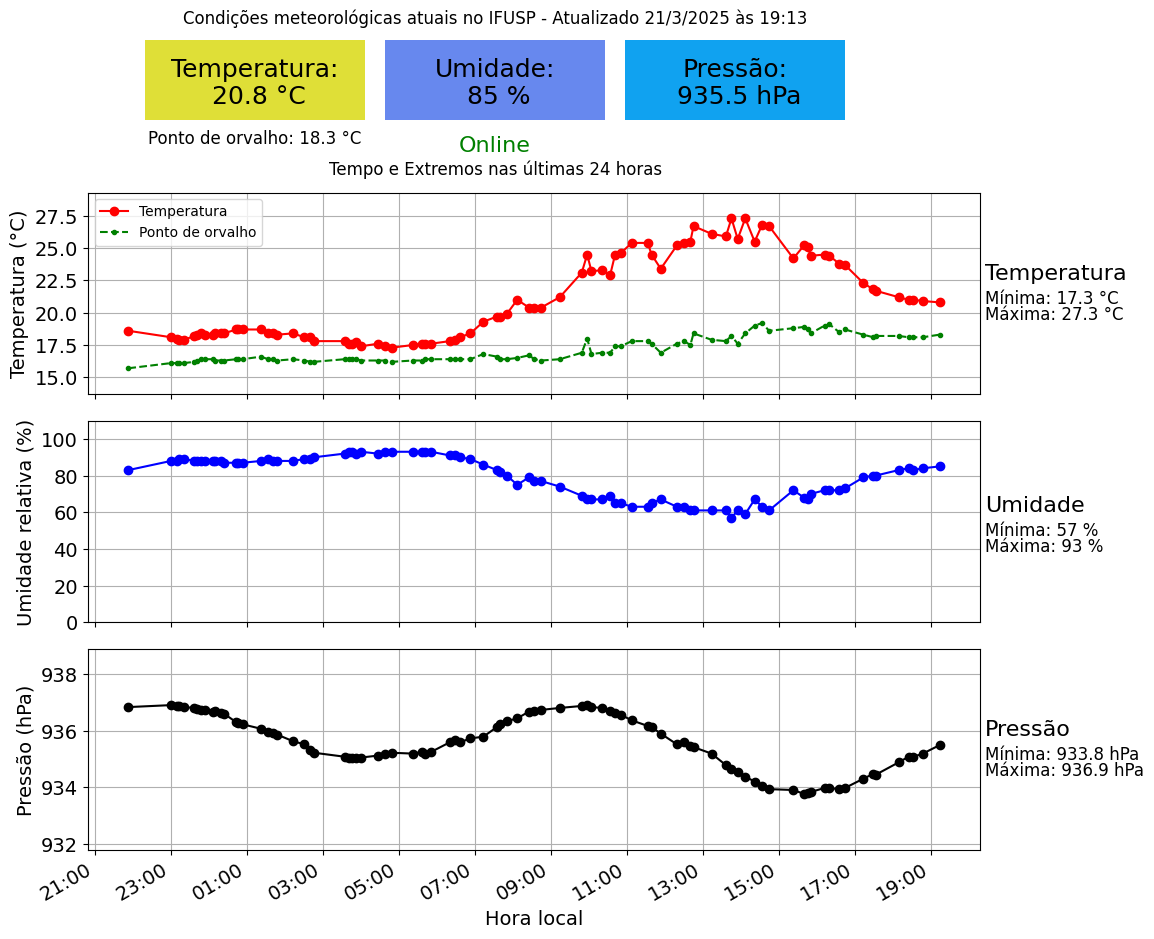 Condições meteorológicas atuais no IFUSP - Atualizado 21/3/2025 às 19:13
Temperatura:
20.8 °C
Umidade:
85 %
Pressão:
935.5 hPa
Ponto de orvalho: 18.3 °C
Online
Tempo e Extremos nas últimas 24 horas
Temperatura (°C)
27.5
25.0
22.5
20.0
17.5
15.0
Temperatura
Ponto de orvalho
Temperatura
Mínima: 17.3 °C
Máxima: 27.3 °C
Umidade relativa (%)
100
80
60
40
20
0
Umidade
Mínima: 57 %
Máxima: 93 %
Pressão (hPa)
938
936
934
932
Pressão
Mínima: 933.8 hPa
Máxima: 936.9 hPa
21:00 23:00 01:00 03:00 05:00 07:00 09:00 11:00 13:00 15:00 17:00 19:00
Hora local